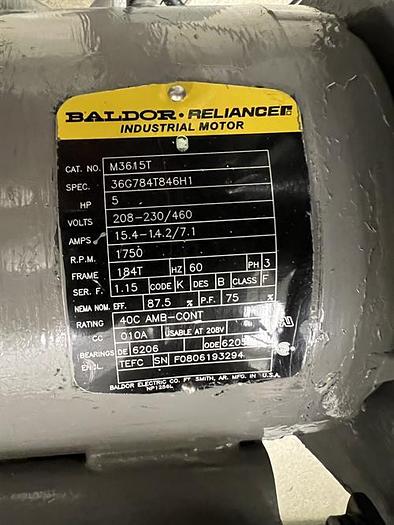 BALDOR · RELIANCE
INDUSTRIAL MOTOR
CAT. NO. M3615T
SPEC. 36G784T846H1
HP 5
VOLTS 208-230/460
AMPS 15.4-14.2/7.1
R.P.M. 1750
FRAME 184T HZ 60 PH 3
SER. F. 1.15 CODE K DES B CLASS F
NEMA NOM. EFF. 87.5 % P.F. 75 %
RATING 40C AMB-CONT
CC 010A USABLE AT 208V
BEARINGS DE 6206 ODE 6205
ENCL. TEFC SN F0806193294
BALDOR ELECTRIC CO. FT. SMITH, AR. MFG. IN U.S.A.
NP1256L